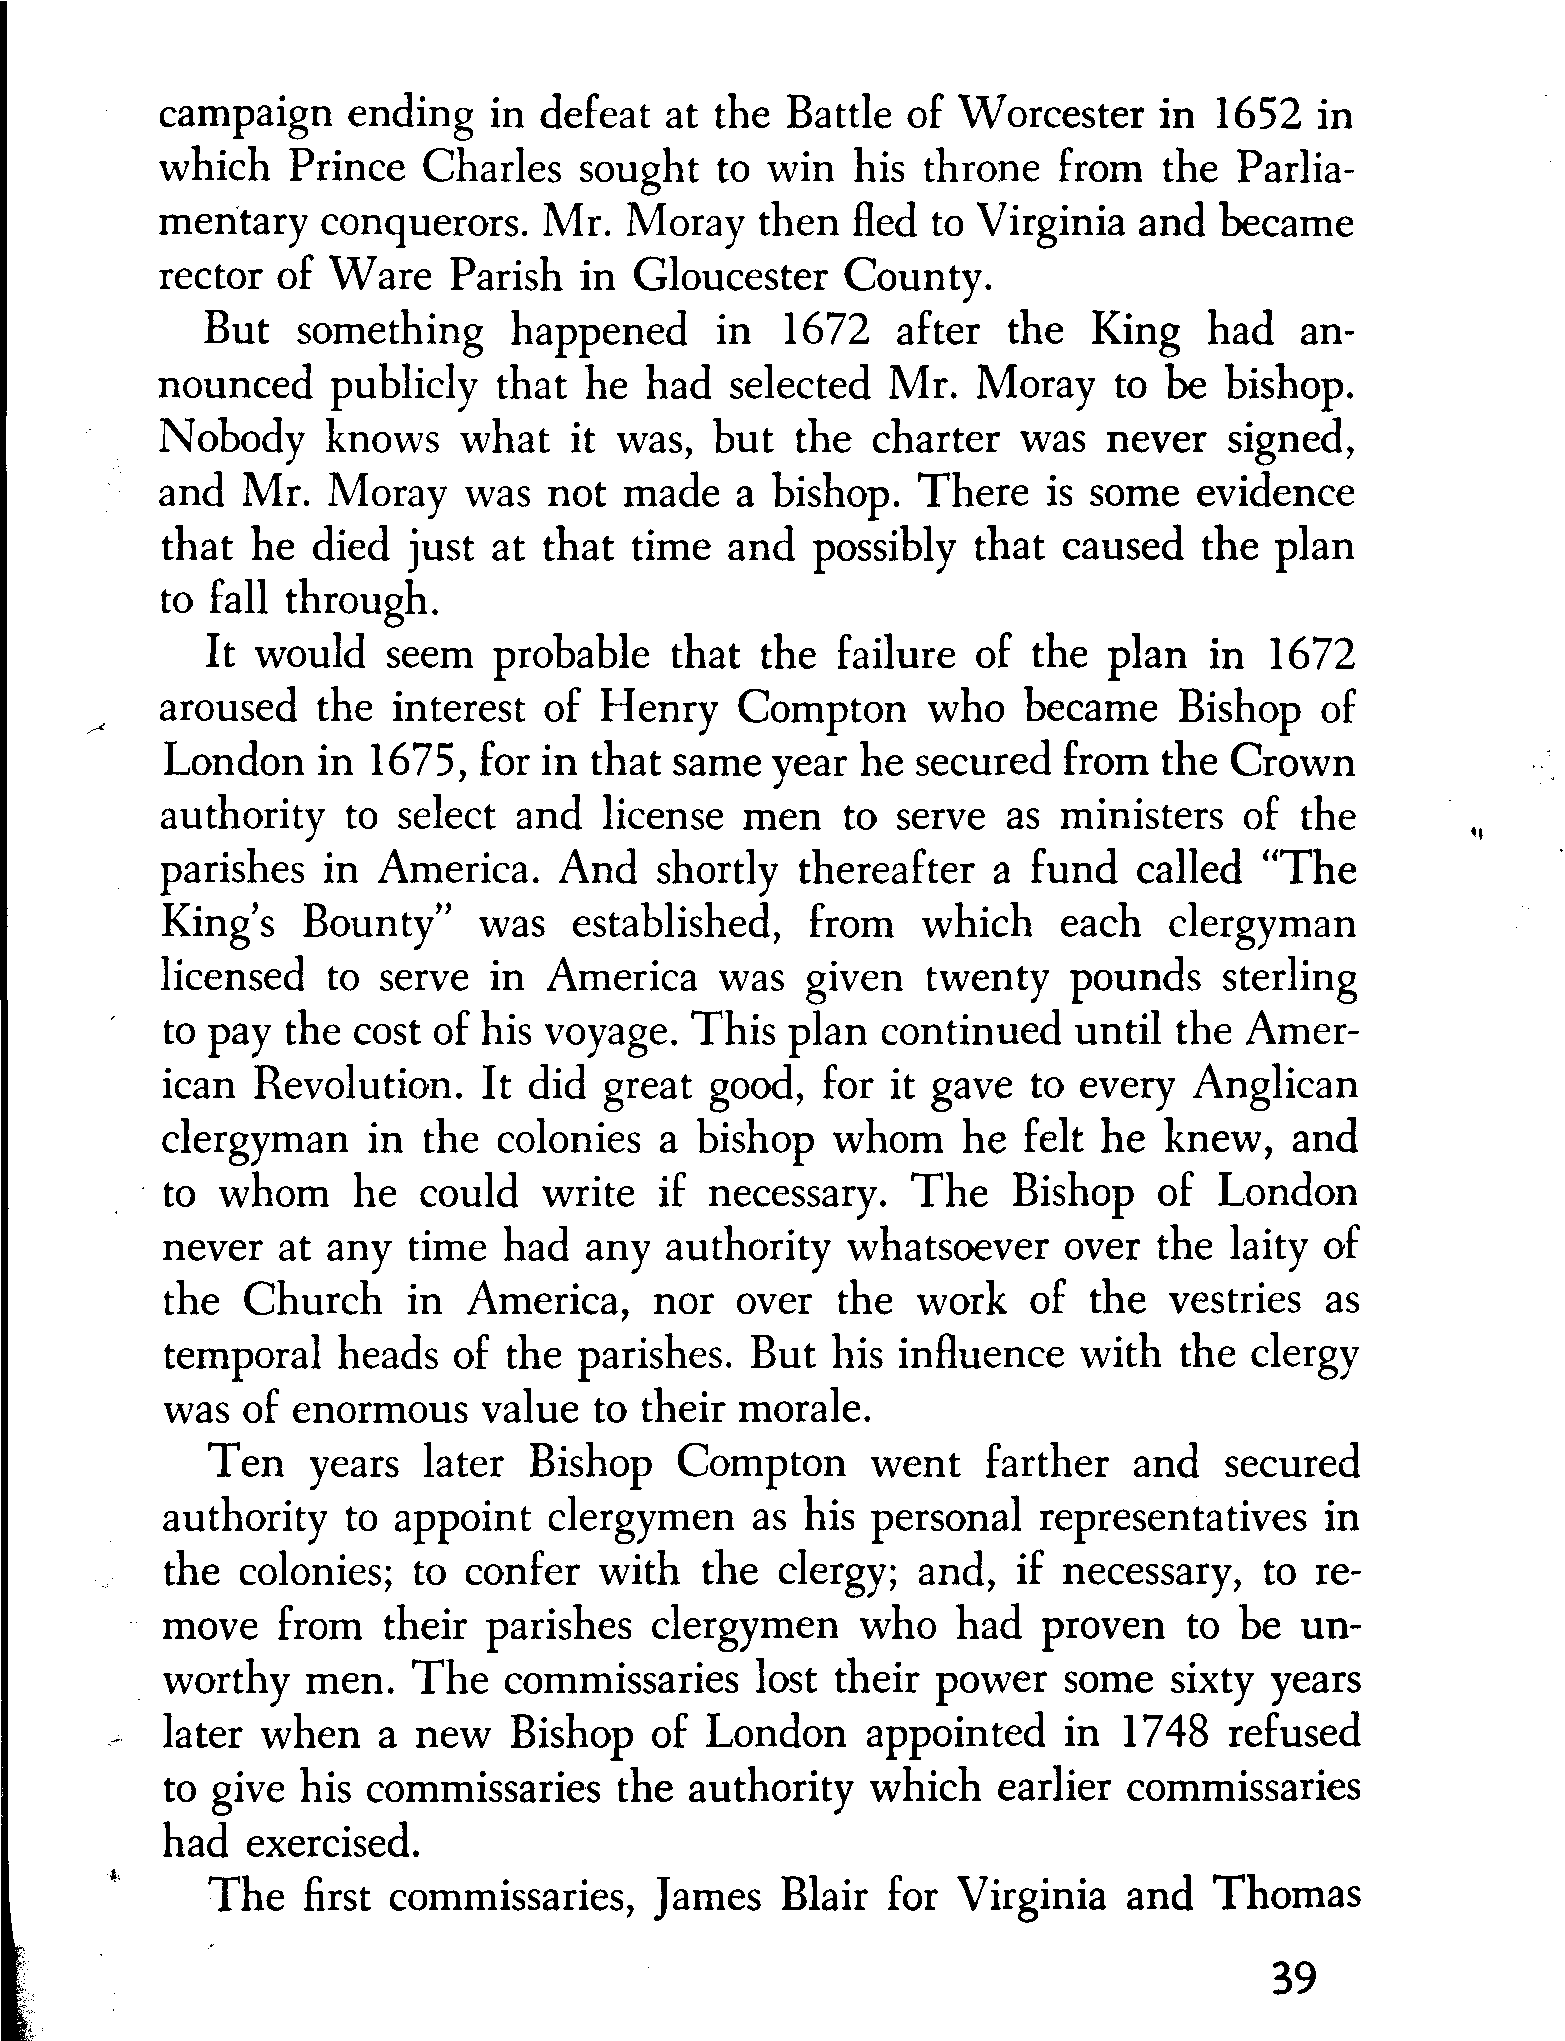 campaign ending in defeat at the Battle of Worcester in 1652 in
which Prince Charles sought to win his throne from the Parlia-
mentary conquerors. Mr. Moray then fled to Virginia and became
rector of Ware Parish in Gloucester County.
But something happened in 1672 after the King had an-
nounced publicly that he had selected Mr. Moray to be bishop.
Nobody knows what it was, but the charter was never signed,
and Mr. Moray was not made a bishop. There is some evidence
that he died just at that time and possibly that caused the plan
to fall through.
It would seem probable that the failure of the plan in 1672
aroused the interest of Henry Compton who became Bishop of
London in 1675, for in that same year he secured from the Crown
authority to select and license men to serve as ministers of the
parishes in America. And shortly thereafter a fund called "The
King's Bounty" was established, from which each clergyman
licensed to serve in America was given twenty pounds sterling
to pay the cost of his voyage. This plan continued until the Amer-
ican Revolution. It did great good, for it gave to every Anglican
clergyman in the colonies a bishop whom he felt he knew, and
to whom he could write if necessary. The Bishop of London
never at any time had any authority whatsoever over the laity of
the Church in America, nor over the work of the vestries as
temporal heads of the parishes. But his influence with the clergy
was of enormous value to their morale.
Ten years later Bishop Compton went farther and secured
authority to appoint clergymen as his personal representatives in
the colonies; to confer with the clergy; and, if necessary, to re-
move from their parishes clergymen who had proven to be un-
worthy men. The commissaries lost their power some sixty years
later when a new Bishop of London appointed in 1748 refused
to give his commissaries the authority which earlier commissaries
had exercised.
The first commissaries, James Blair for Virginia and Thomas
39